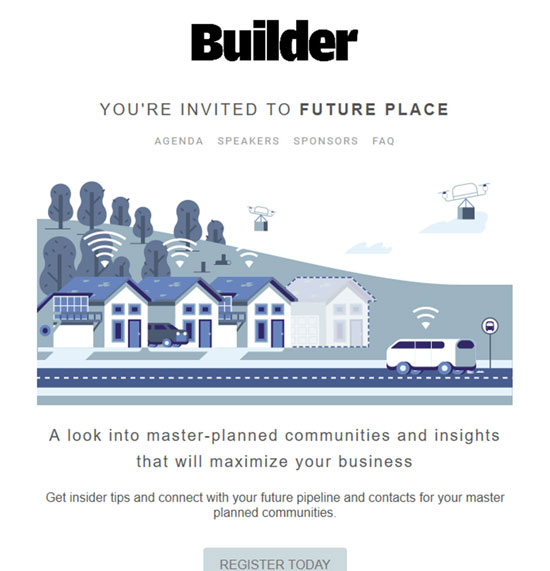 Builder
YOU'RE INVITED TO FUTURE PLACE
AGENDA SPEAKERS SPONSORS FAQ
A look into master-planned communities and insights
that will maximize your business
Get insider tips and connect with your future pipeline and contacts for your master
planned communities.
REGISTER TODAY